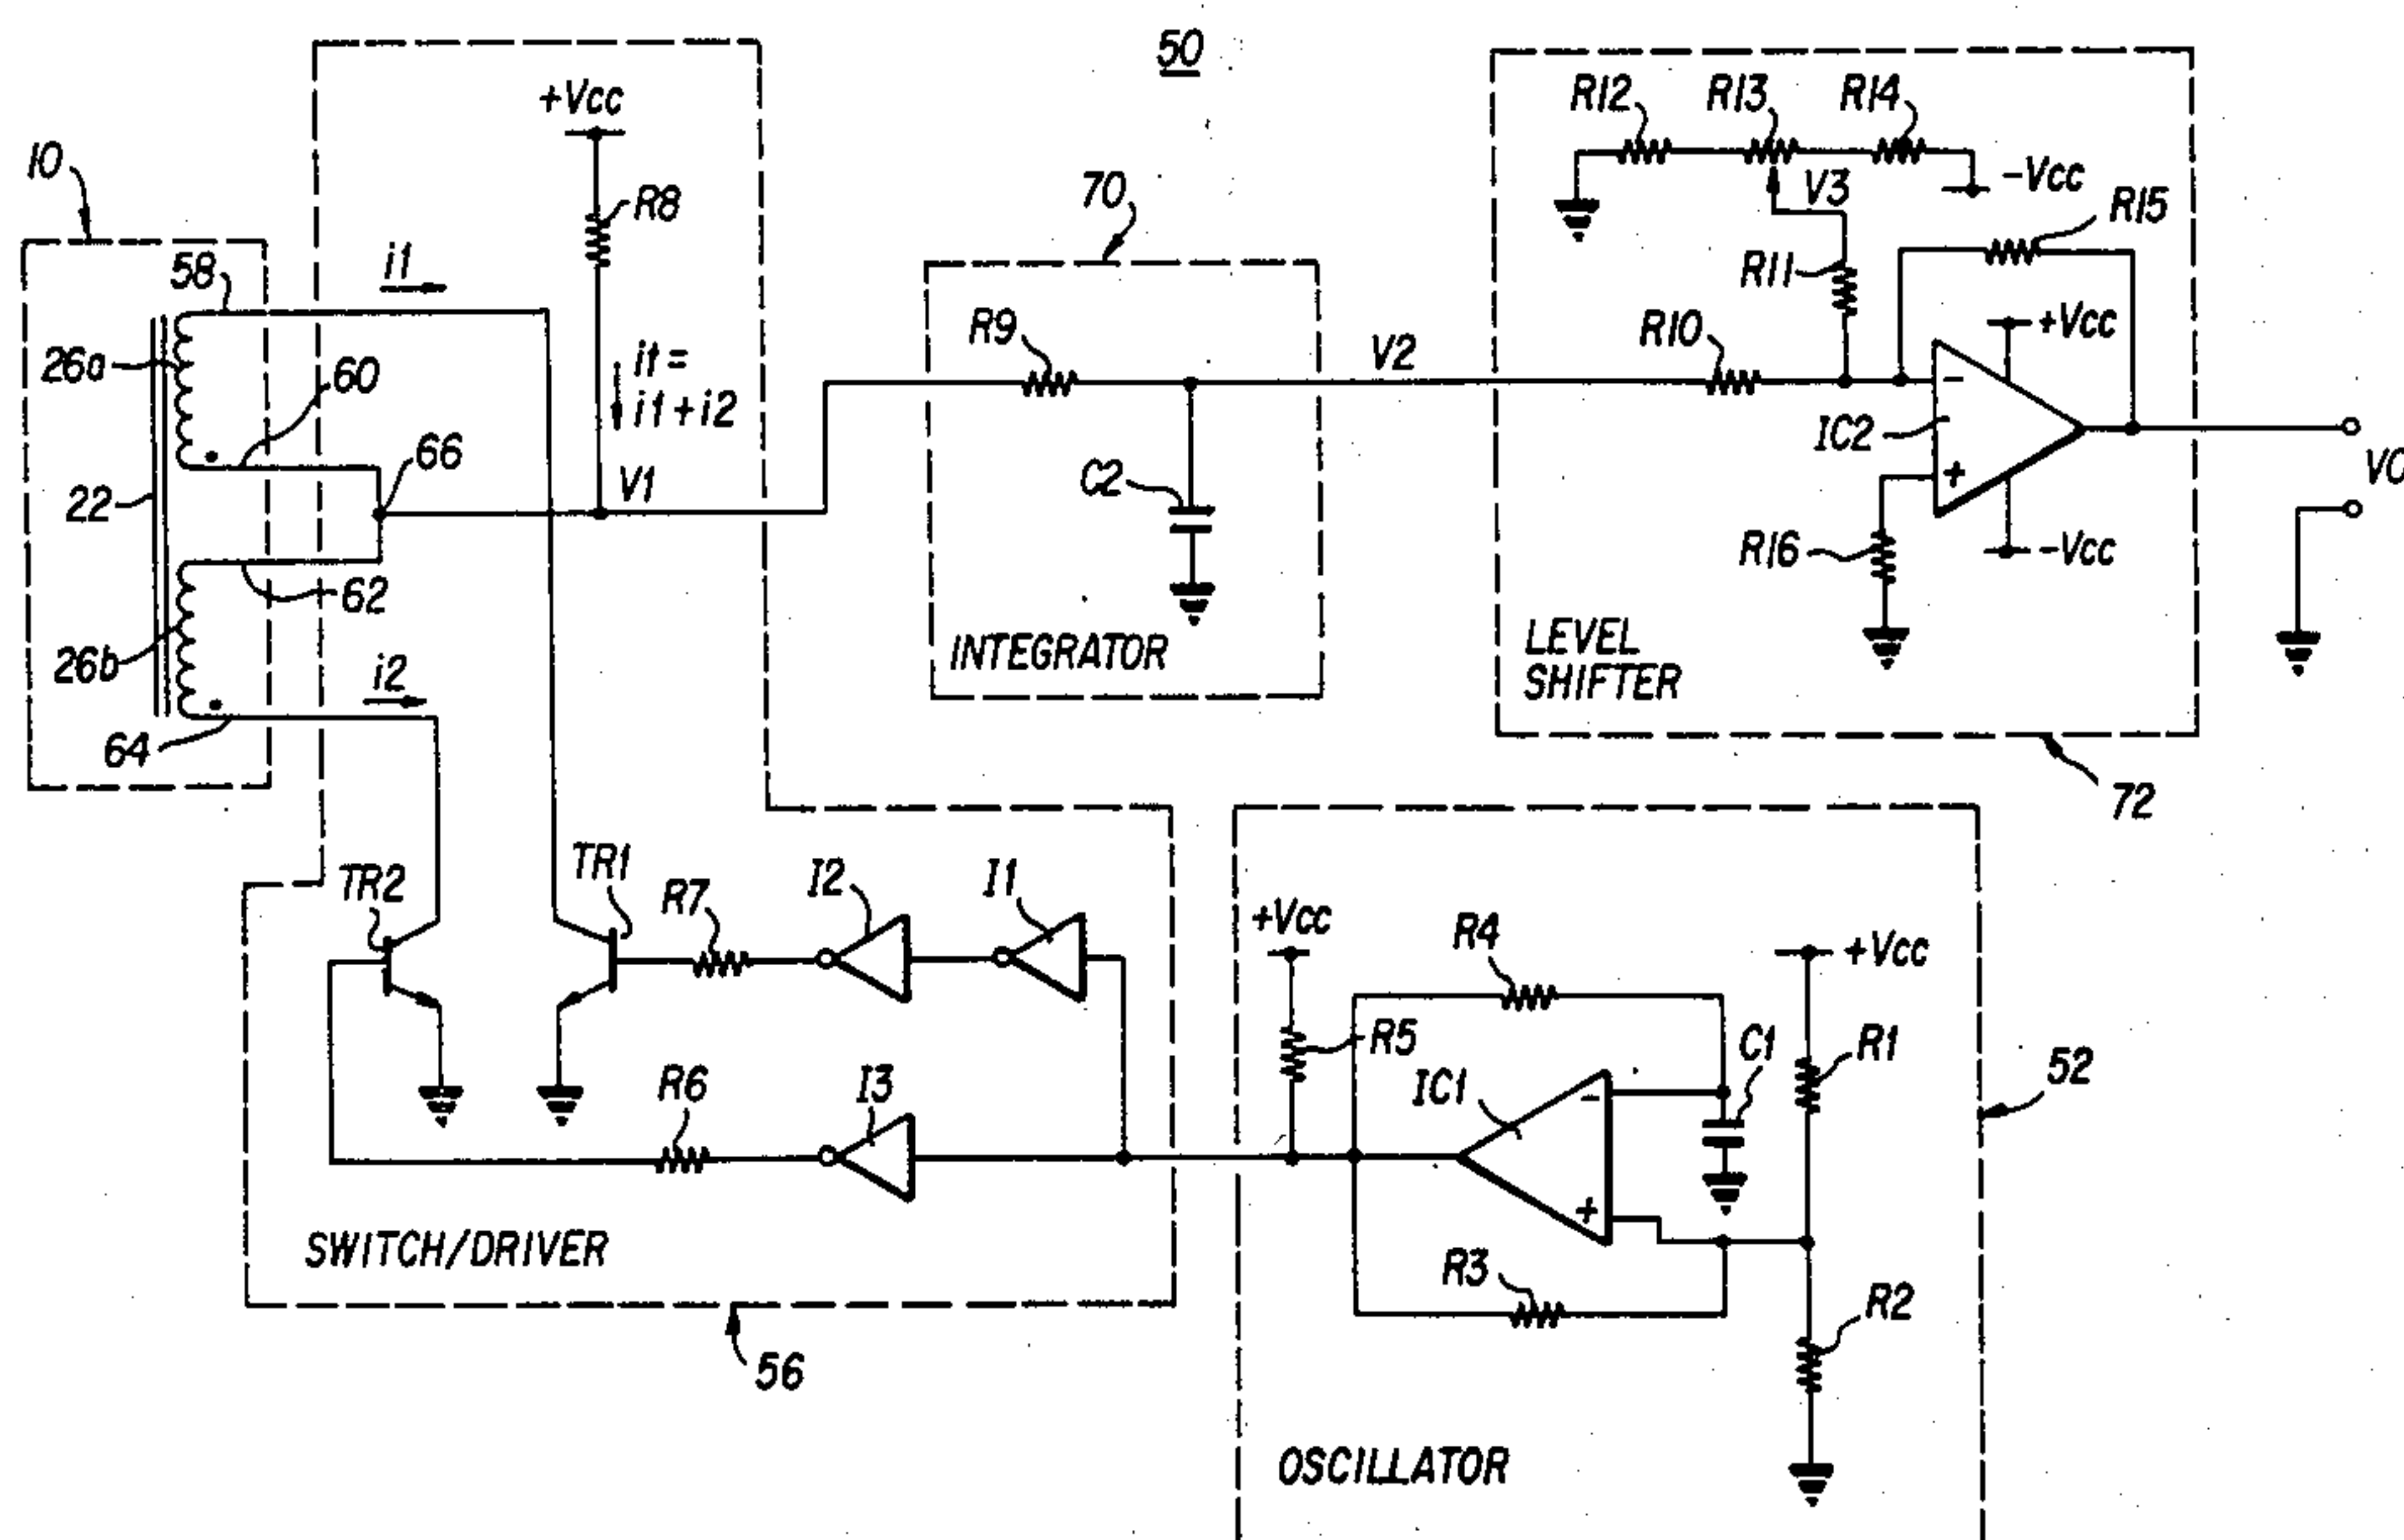 50
+Vcc
R8
10
58
i1
26a
60
it =
i1 + i2
66
22
V1
62
26b
i2
64
70
R9
V2
C2
INTEGRATOR
R12
R13
R14
V3
-Vcc
R15
R11
R10
+Vcc
-
IC2
+
R16
-Vcc
LEVEL
SHIFTER
72
TR2
TR1
R7
I2
I1
R6
I3
SWITCH/DRIVER
56
+Vcc
R4
+Vcc
R5
C1
R1
52
IC1
-
+
R3
R2
OSCILLATOR